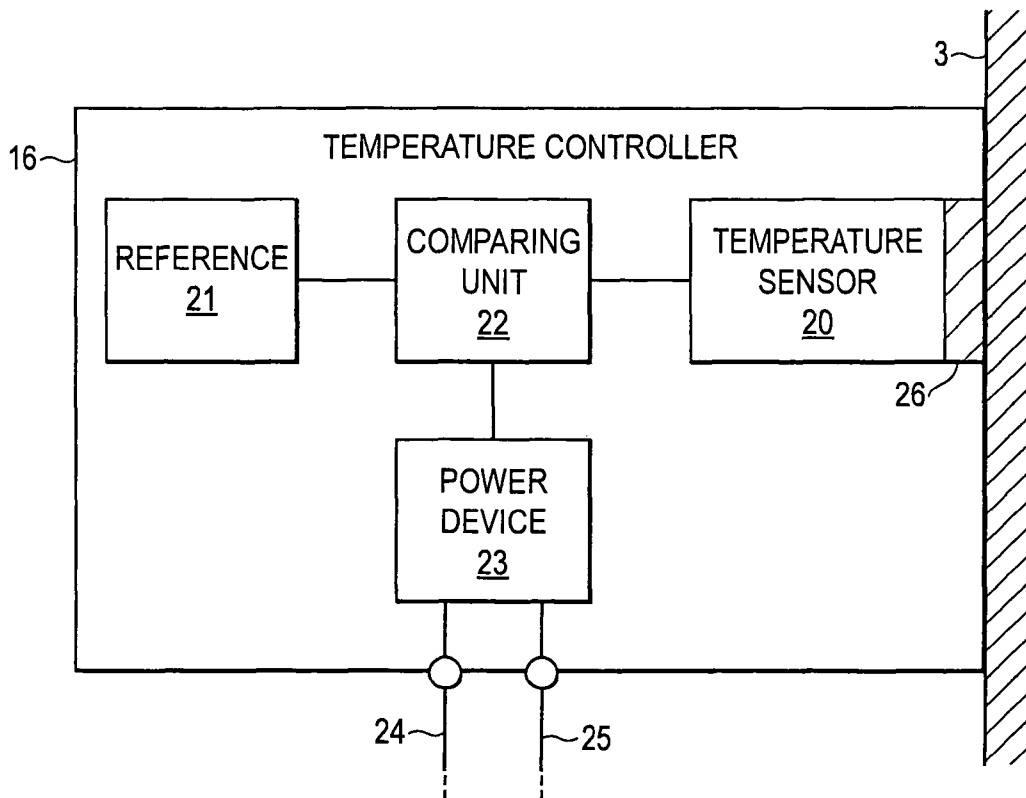 3
16
TEMPERATURE CONTROLLER
REFERENCE
21
COMPARING
UNIT
22
TEMPERATURE
SENSOR
20
26
POWER
DEVICE
23
24
25